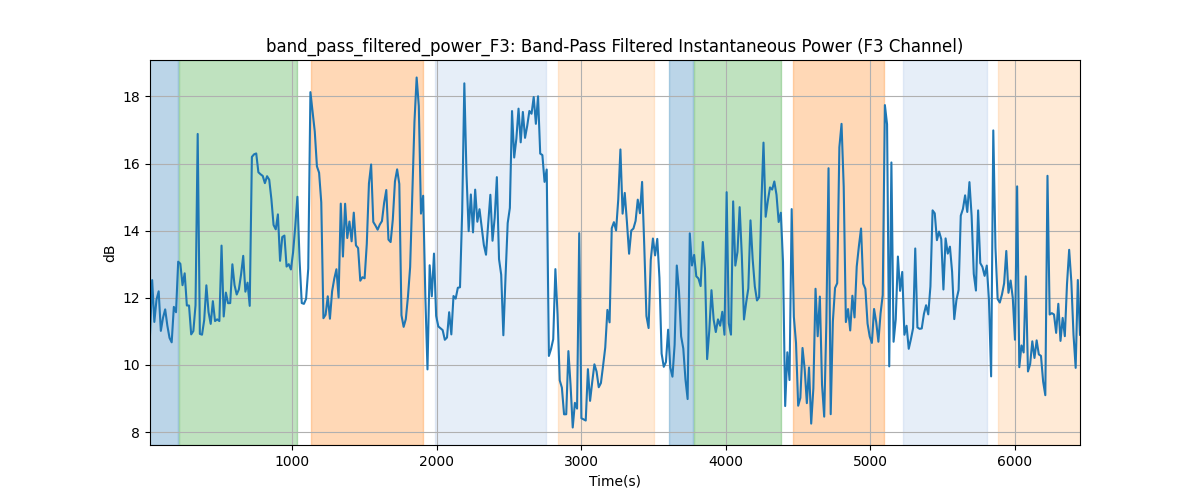 band_pass_filtered_power_F3: Band-Pass Filtered Instantaneous Power (F3 Channel)
dB
18
16
14
12
10
8
1000 2000 3000 4000 5000 6000
Time(s)